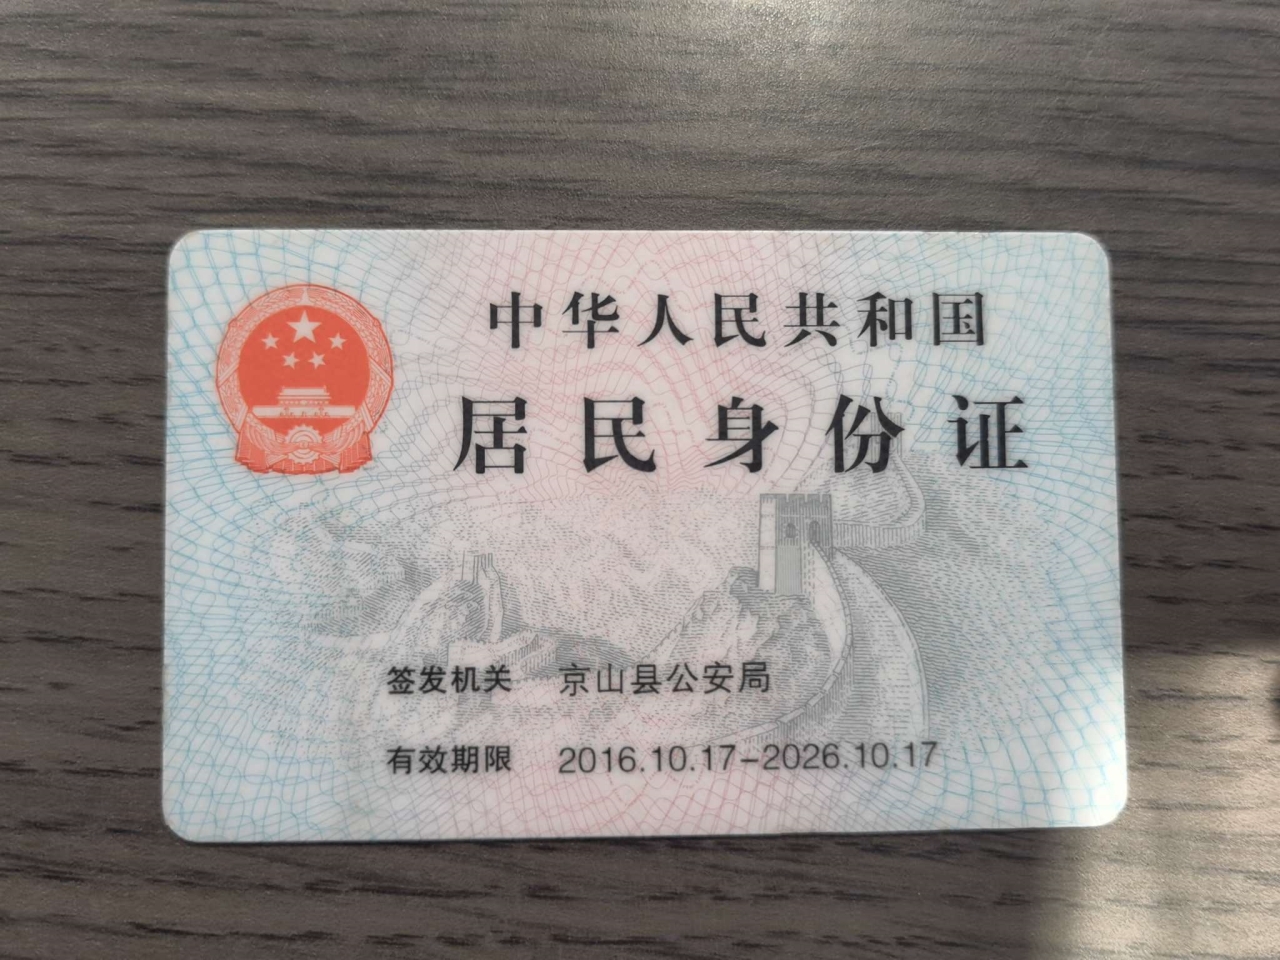 中华人民共和国
居民身份证
签发机关 京山县公安局
有效期限 2016.10.17-2026.10.17